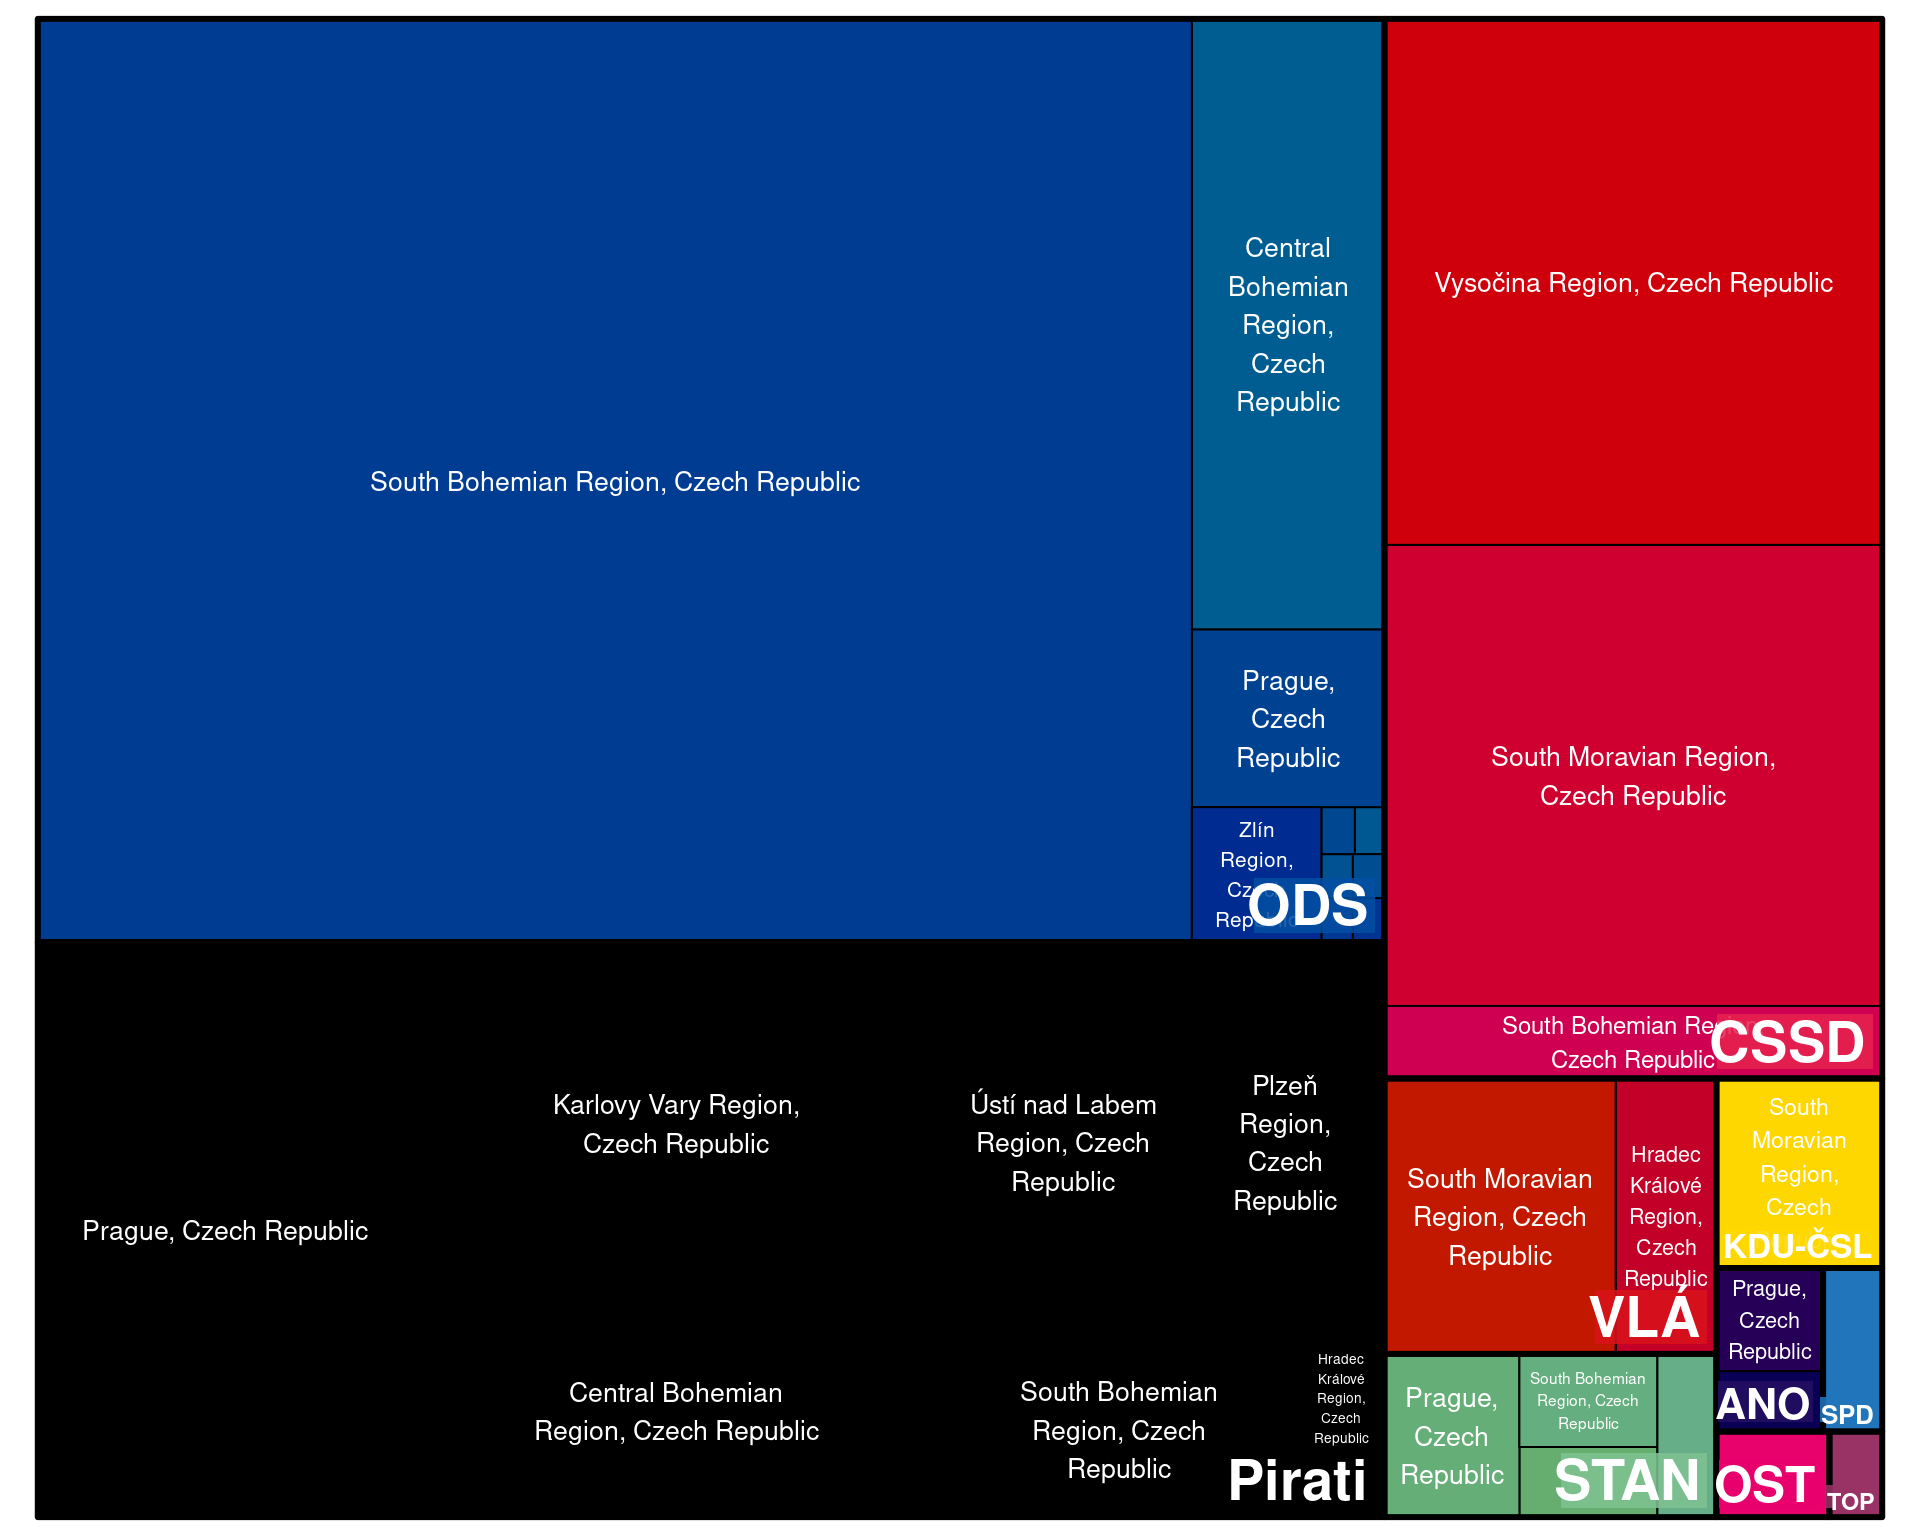 South Bohemian Region, Czech Republic
Central
Bohemian
Region,
Czech
Republic
Prague,
Czech
Republic
Zlín
Region,
ODS
Vysočina Region, Czech Republic
South Moravian Region,
Czech Republic
South Bohemian
Czech Republic
CSSD
Prague, Czech Republic
Karlovy Vary Region,
Czech Republic
Ústí nad Labem
Region, Czech
Republic
Plzeň
Region,
Czech
Republic
Central Bohemian
Region, Czech Republic
South Bohemian
Region, Czech
Republic
Hradec
Králové
Region,
Czech
Republic
Pirati
South Moravian
Region, Czech
Republic
Hradec
Králové
Region,
Czech
Republic
VLÁ
South
Moravian
Region,
Czech
KDU-ČSL
Prague,
Czech
Republic
ANO
SPD
Prague,
Czech
Republic
South Bohemian
Region, Czech
Republic
STAN
OST
TOP